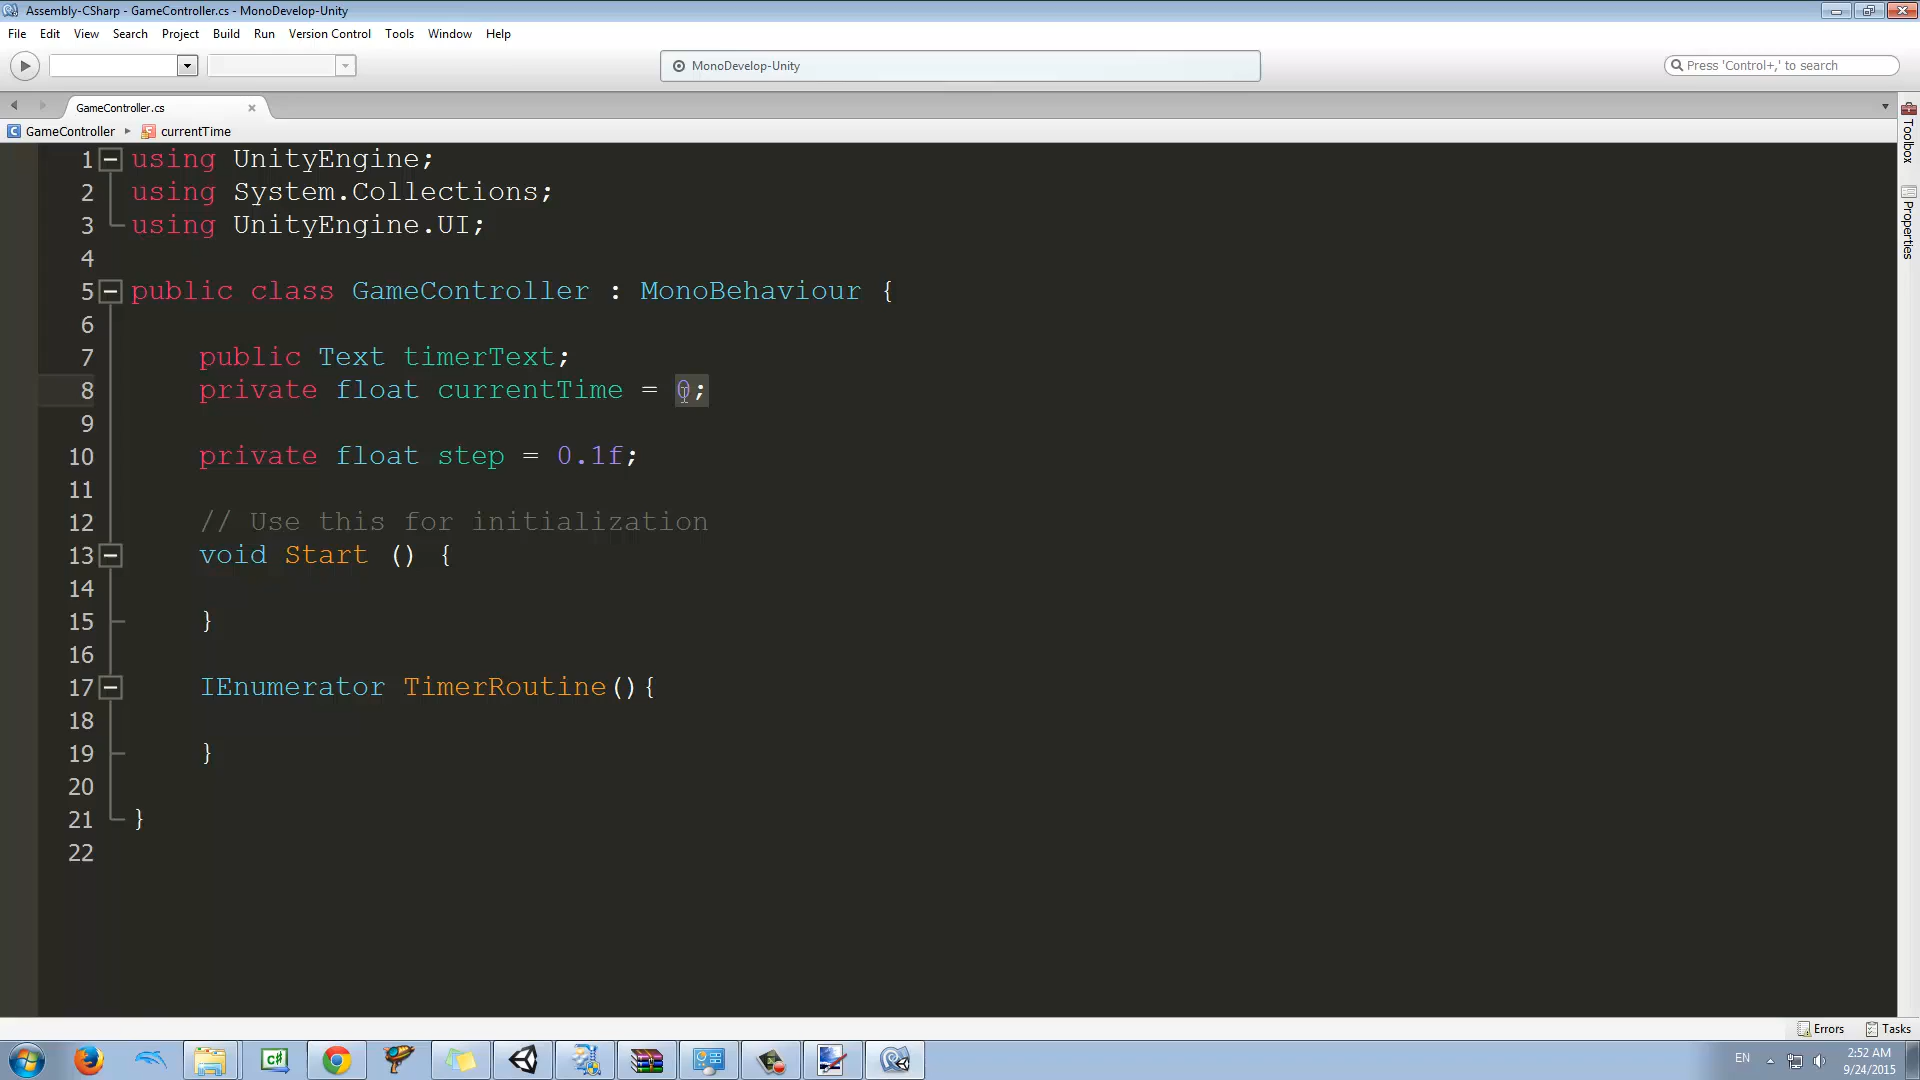 Assembly-CSharp - GameController.cs - MonoDevelop-Unity
File Edit View Search Project Build Run Version Control Tools Window Help
MonoDevelop-Unity
Press 'Control+,' to search
GameController.cs
GameController currentTime
Toolbox
Properties
1 using UnityEngine;
2 using System.Collections;
3 using UnityEngine.UI;
4
5 public class GameController : MonoBehaviour {
6
7 public Text timerText;
8 private float currentTime = 0;
9
10 private float step = 0.1f;
11
12 // Use this for initialization
13 void Start () {
14
15 }
16
17 IEnumerator TimerRoutine(){
18
19 }
20
21 }
22
Errors Tasks
C#
EN
2:52 AM
9/24/2015